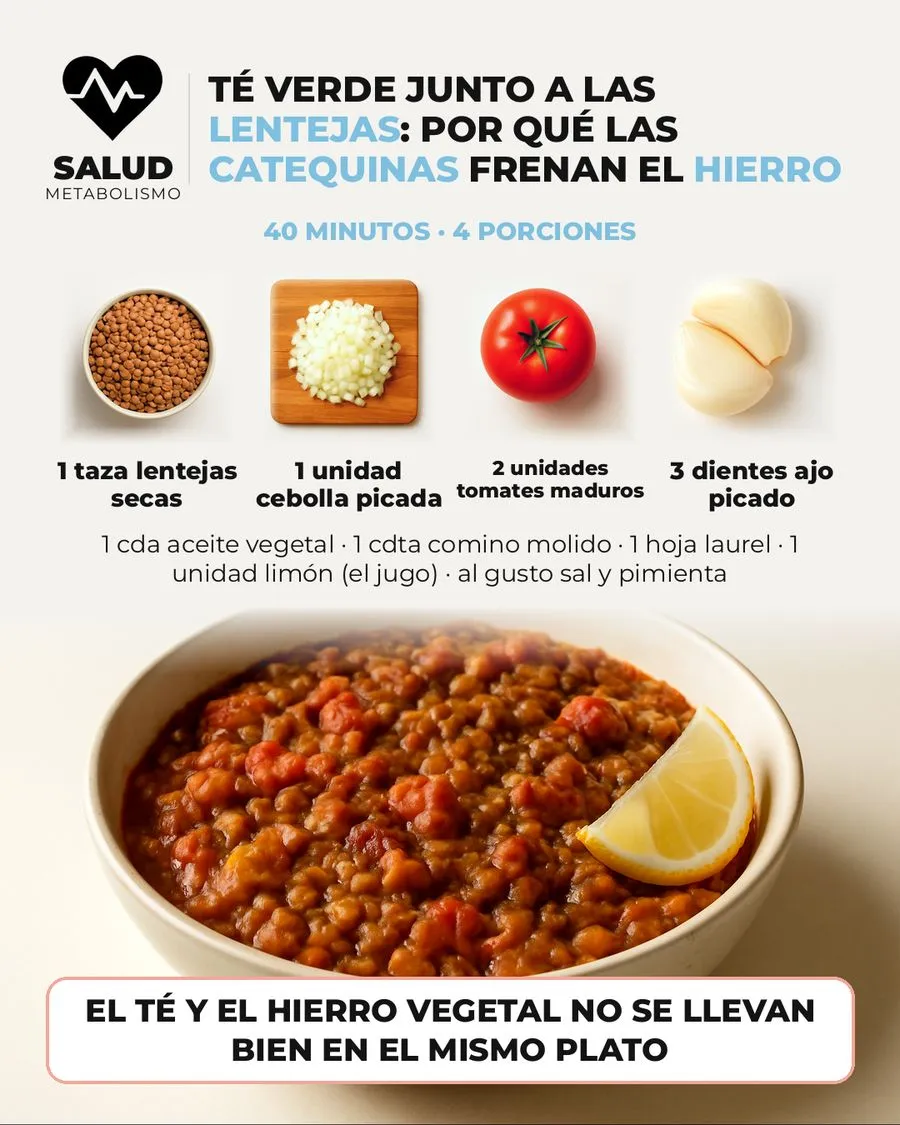 SALUD
METABOLISMO
TÉ VERDE JUNTO A LAS
LENTEJAS: POR QUÉ LAS
CATEQUINAS FRENAN EL HIERRO
40 MINUTOS · 4 PORCIONES
1 taza lentejas
secas
1 unidad
cebolla picada
2 unidades
tomates maduros
3 dientes ajo
picado
1 cda aceite vegetal · 1 cdta comino molido · 1 hoja laurel · 1
unidad limón (el jugo) · al gusto sal y pimienta
EL TÉ Y EL HIERRO VEGETAL NO SE LLEVAN
BIEN EN EL MISMO PLATO